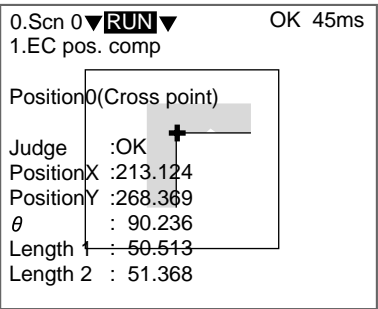 0.Scn 0▼RUN▼ OK 45ms
1.EC pos. comp
Position0(Cross point)
Judge :OK
PositionX :213.124
PositionY :268.369
θ : 90.236
Length 1 : 50.513
Length 2 : 51.368